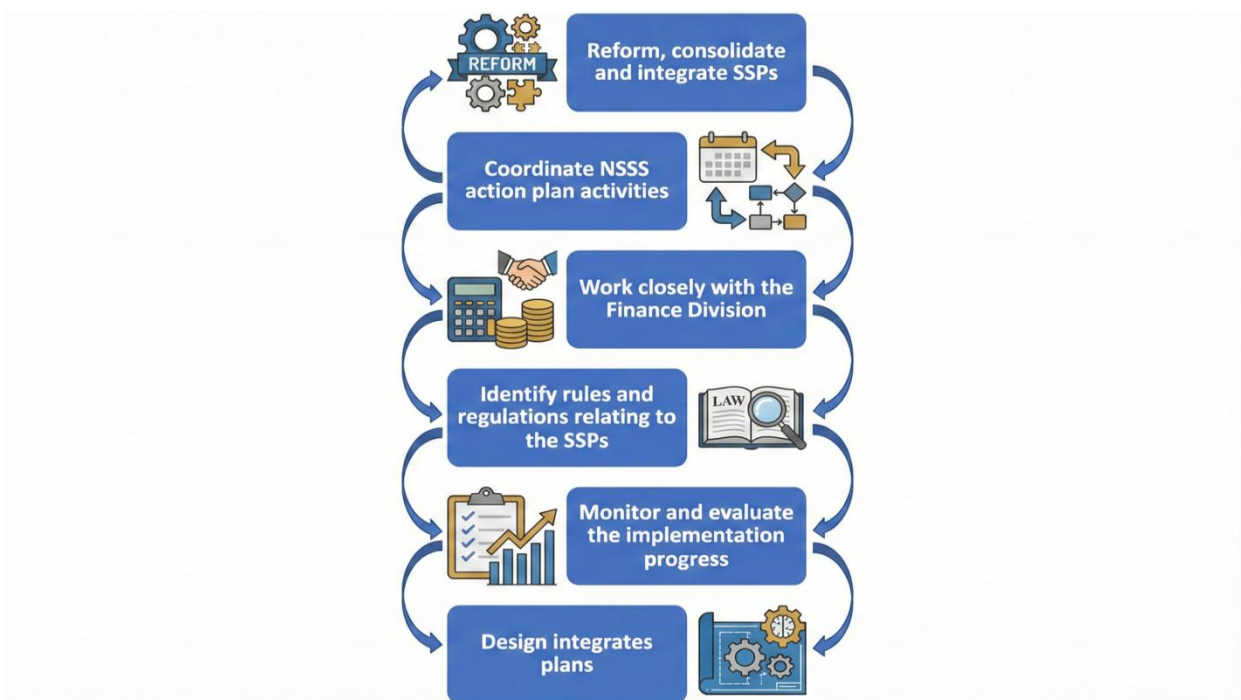 REFORM
Reform, consolidate
and integrate SSPs
Coordinate NSSS
action plan activities
Work closely with the
Finance Division
Identify rules and
regulations relating to
the SSPs
LAW
Monitor and evaluate
the implementation
progress
Design integrates
plans